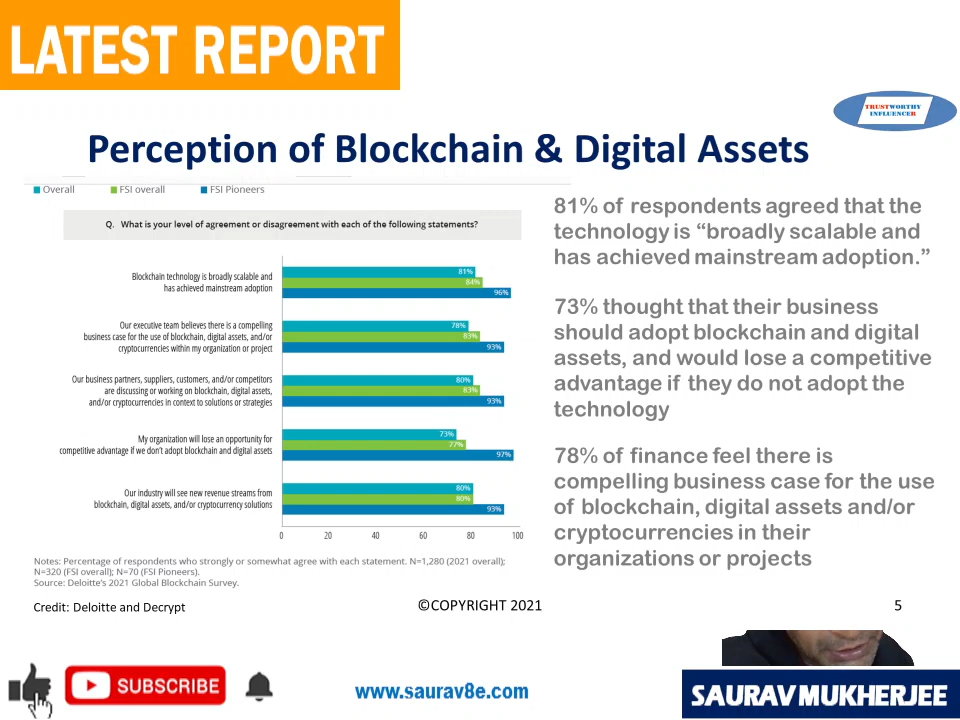 LATEST REPORT
TRUSTWORTHY
INFLUENCER
Perception of Blockchain & Digital Assets
Overall FSI overall FSI Pioneers
Q. What is your level of agreement or disagreement with each of the following statements?
Blockchain technology is broadly scalable and
has achieved mainstream adoption
81%
84%
96%
Our executive team believes there is a compelling
business case for the use of blockchain, digital assets, and/or
cryptocurrencies within my organization or project
78%
83%
93%
Our business partners, suppliers, customers, and/or competitors
are discussing or working on blockchain, digital assets,
and/or cryptocurrencies in context to solutions or strategies
80%
83%
93%
My organization will lose an opportunity for
competitive advantage if we don't adopt blockchain and digital assets
73%
77%
97%
Our industry will see new revenue streams from
blockchain, digital assets, and/or cryptocurrency solutions
80%
80%
93%
0 20 40 60 80 100
Notes: Percentage of respondents who strongly or somewhat agree with each statement. N=1,280 (2021 overall);
N=320 (FSI overall); N=70 (FSI Pioneers).
Source: Deloitte's 2021 Global Blockchain Survey.
81% of respondents agreed that the
technology is “broadly scalable and
has achieved mainstream adoption.”
73% thought that their business
should adopt blockchain and digital
assets, and would lose a competitive
advantage if they do not adopt the
technology
78% of finance feel there is
compelling business case for the use
of blockchain, digital assets and/or
cryptocurrencies in their
organizations or projects
Credit: Deloitte and Decrypt
©COPYRIGHT 2021
5
SUBSCRIBE
www.saurav8e.com
SAURAV MUKHERJEE